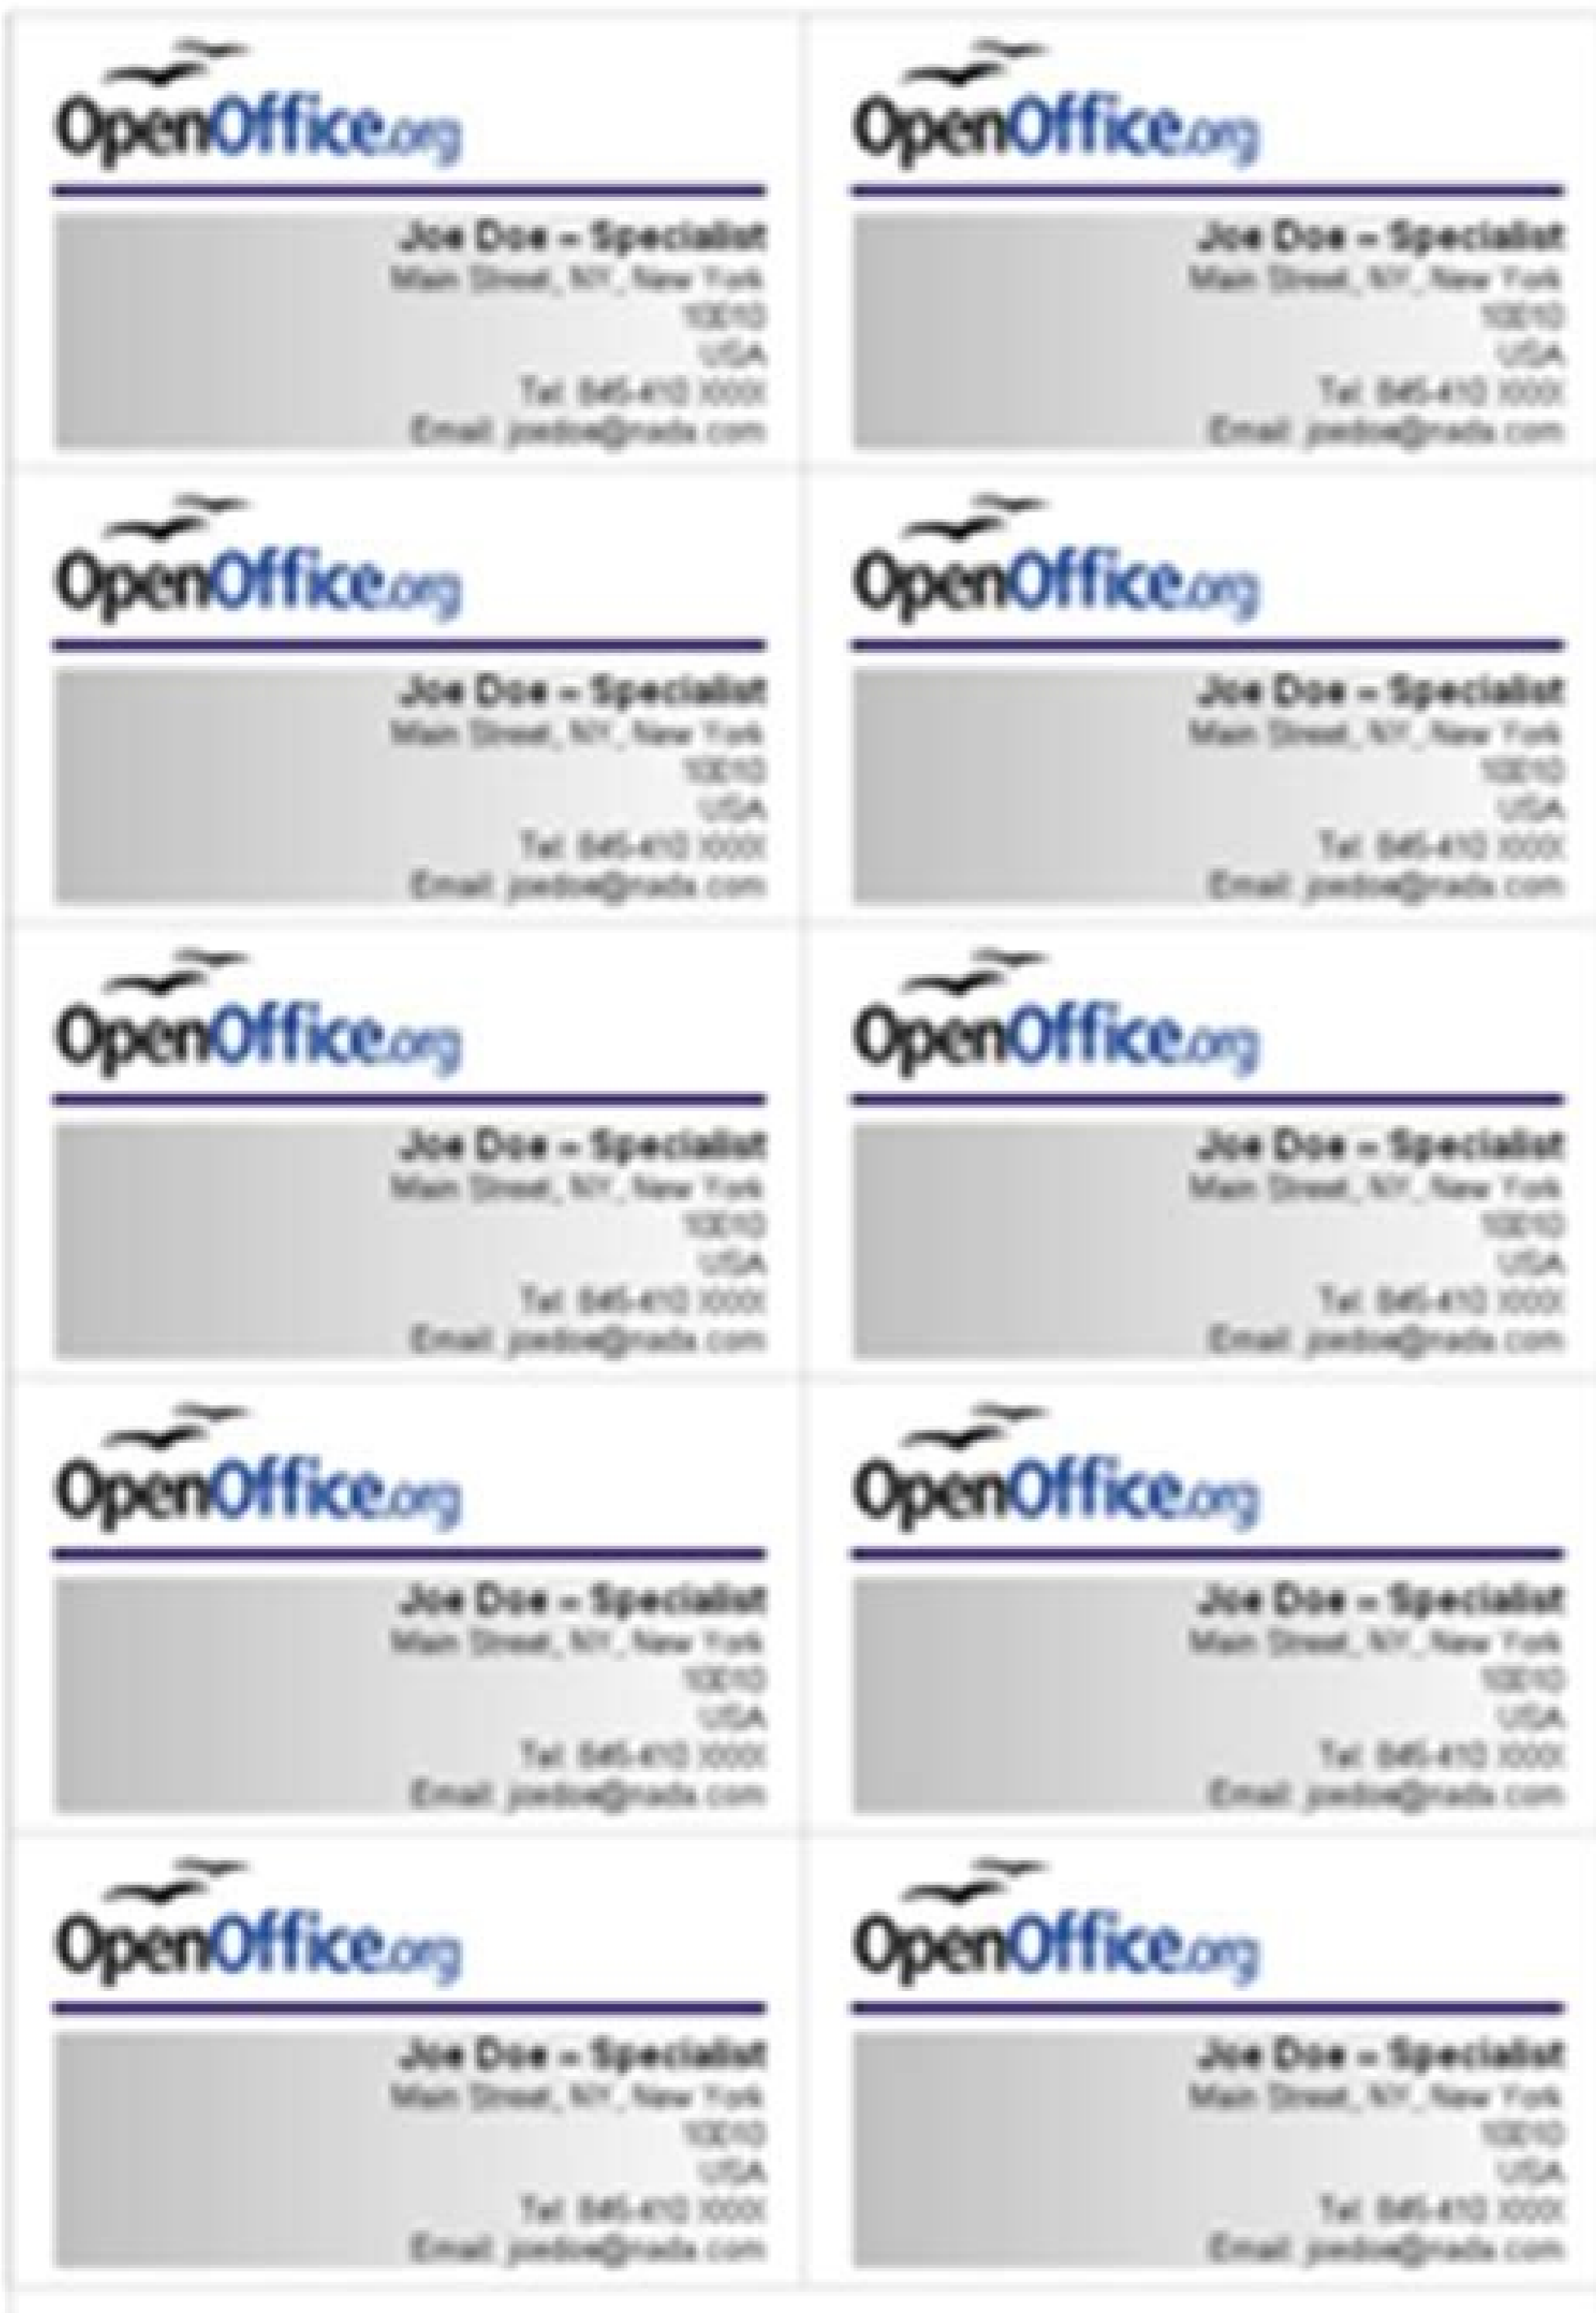 OpenOffice.org
OpenOffice.org
Joe Doe – Specialist
Main Street, NY, New York
10010
USA
Tel: 845-410 XXXX
Email: joedoe@nada.com
Joe Doe – Specialist
Main Street, NY, New York
10010
USA
Tel: 845-410 XXXX
Email: joedoe@nada.com
OpenOffice.org
OpenOffice.org
Joe Doe – Specialist
Main Street, NY, New York
10010
USA
Tel: 845-410 XXXX
Email: joedoe@nada.com
Joe Doe – Specialist
Main Street, NY, New York
10010
USA
Tel: 845-410 XXXX
Email: joedoe@nada.com
OpenOffice.org
OpenOffice.org
Joe Doe – Specialist
Main Street, NY, New York
10010
USA
Tel: 845-410 XXXX
Email: joedoe@nada.com
Joe Doe – Specialist
Main Street, NY, New York
10010
USA
Tel: 845-410 XXXX
Email: joedoe@nada.com
OpenOffice.org
OpenOffice.org
Joe Doe – Specialist
Main Street, NY, New York
10010
USA
Tel: 845-410 XXXX
Email: joedoe@nada.com
Joe Doe – Specialist
Main Street, NY, New York
10010
USA
Tel: 845-410 XXXX
Email: joedoe@nada.com
OpenOffice.org
OpenOffice.org
Joe Doe – Specialist
Main Street, NY, New York
10010
USA
Tel: 845-410 XXXX
Email: joedoe@nada.com
Joe Doe – Specialist
Main Street, NY, New York
10010
USA
Tel: 845-410 XXXX
Email: joedoe@nada.com